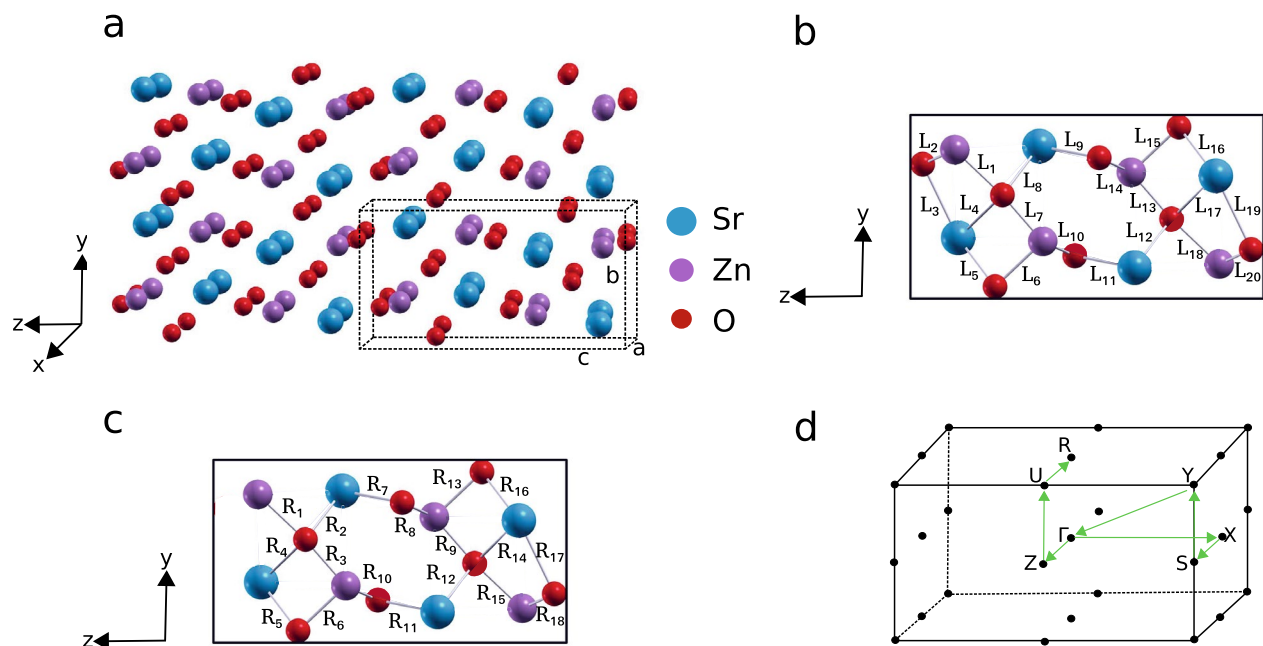 a
y
z
x
b
c
a
Sr
Zn
O
b
L2
L1
L9
L8
L15
L16
L14
L3
L4
L7
L13
L17
L19
L5
L10
L12
L18
L6
L11
L20
y
z
c
R7
R13
R16
R1
R2
R8
R4
R3
R9
R14
R17
R10
R12
R5
R6
R11
R15
R18
y
z
d
R
U
Y
Γ
X
Z
S